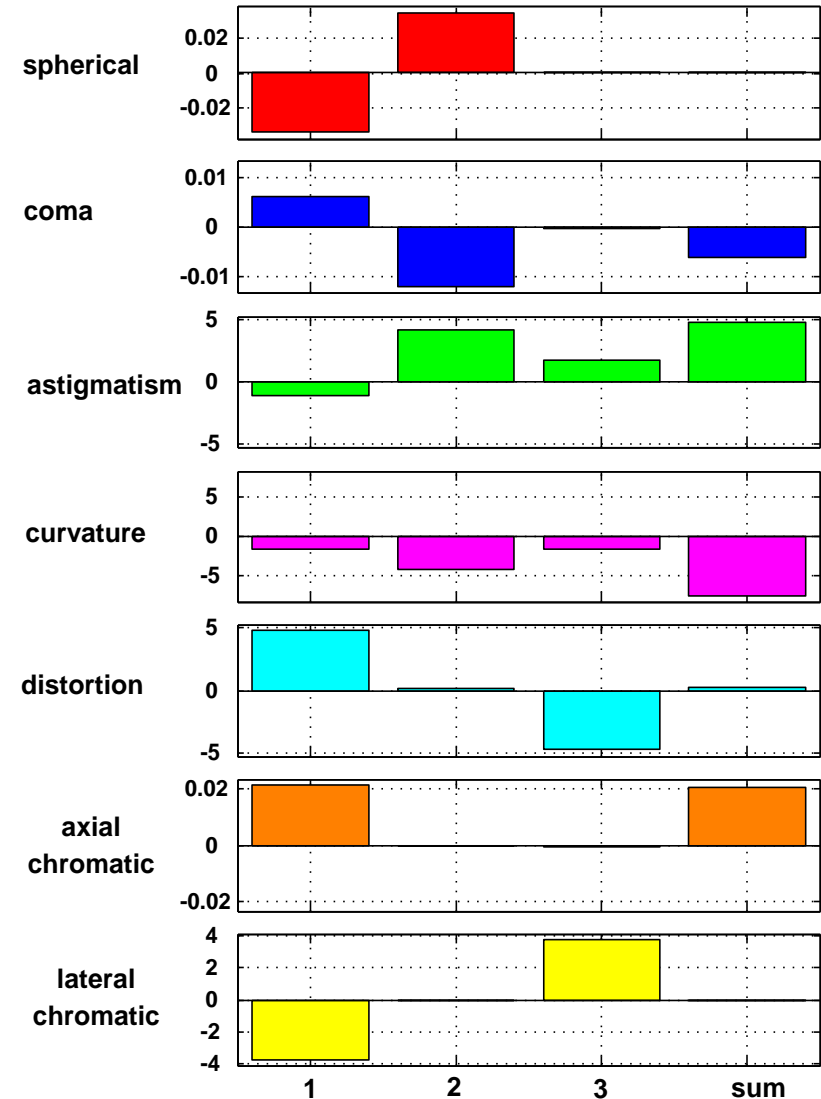 spherical
0.02
0
-0.02
coma
0.01
0
-0.01
astigmatism
5
0
-5
curvature
5
0
-5
distortion
5
0
-5
axial
chromatic
0.02
0
-0.02
lateral
chromatic
4
2
0
-2
-4
1 2 3 sum